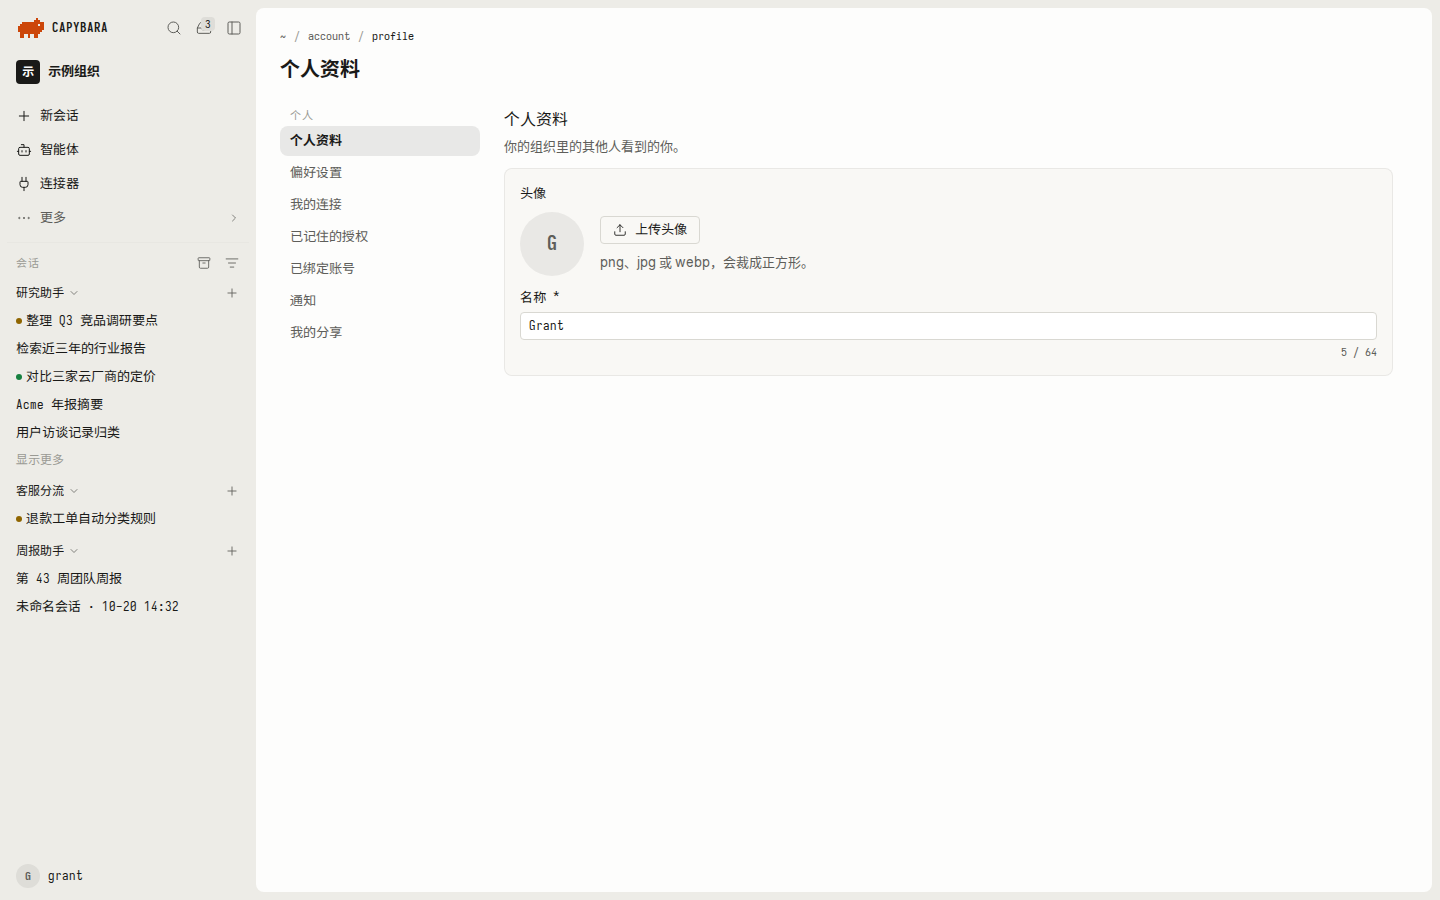 CAPYBARA
3
示 示例组织
新会话
智能体
连接器
更多
会话
研究助手
整理 Q3 竞品调研要点
检索近三年的行业报告
对比三家云厂商的定价
Acme 年报摘要
用户访谈记录归类
显示更多
客服分流
退款工单自动分类规则
周报助手
第 43 周团队周报
未命名会话 · 10-20 14:32
G grant
~ / account / profile
个人资料
个人
个人资料
偏好设置
我的连接
已记住的授权
已绑定账号
通知
我的分享
个人资料
你的组织里的其他人看到的你。
头像
G
上传头像
png、jpg 或 webp，会裁成正方形。
名称 *
Grant
5 / 64